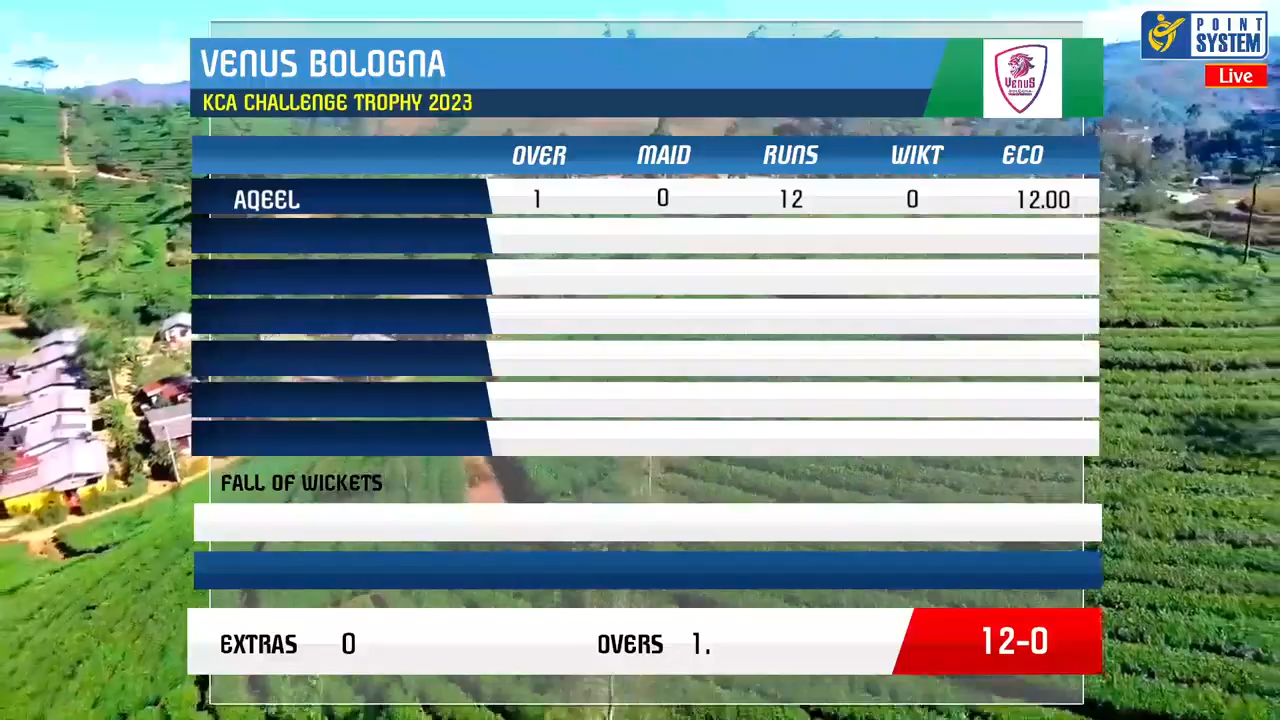 POINT
SYSTEM
Live
VENUS BOLOGNA
KCA CHALLENGE TROPHY 2023
VENUS
OVER MAID RUNS WIKT ECO
AQEEL 1 0 12 0 12.00
FALL OF WICKETS
EXTRAS 0 OVERS 1. 12-0